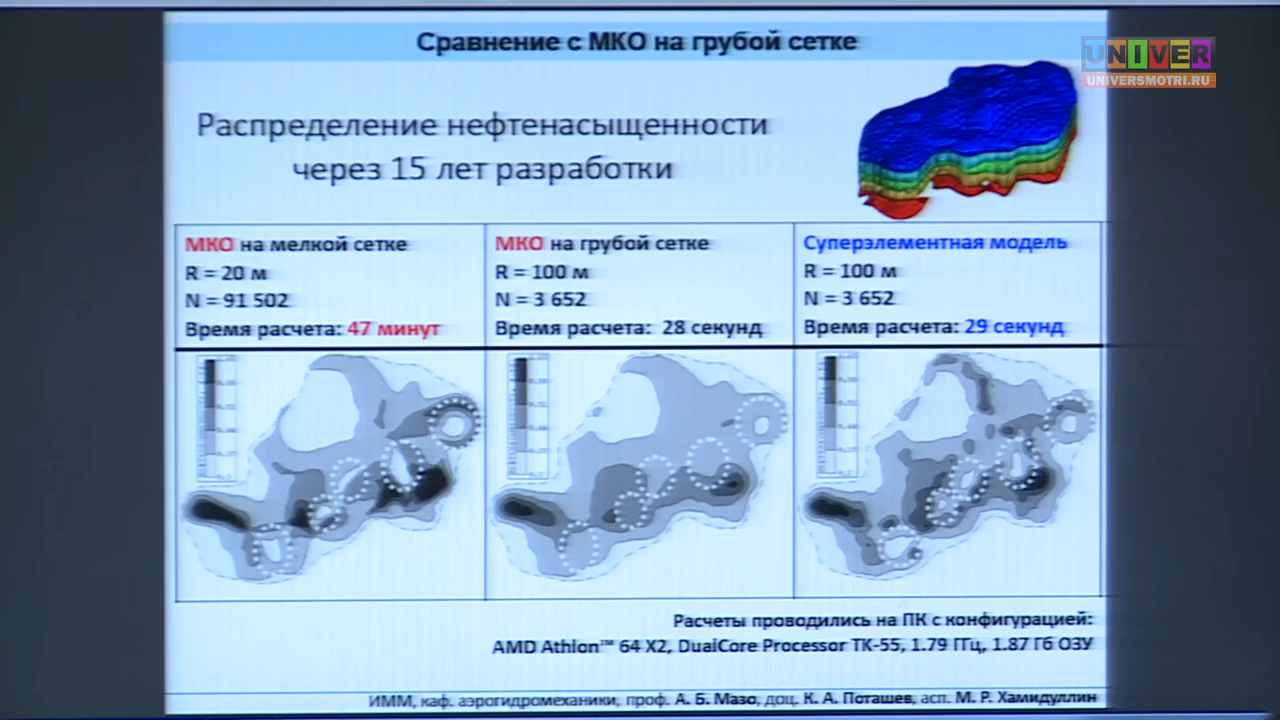 Сравнение с МКО на грубой сетке
UNIVER
UNIVERSMOTRI.RU
Распределение нефтенасыщенности
через 15 лет разработки
МКО на мелкой сетке
R = 20 м
N = 91 502
Время расчета: 47 минут
МКО на грубой сетке
R = 100 м
N = 3 652
Время расчета: 28 секунд
Суперэлементная модель
R = 100 м
N = 3 652
Время расчета: 29 секунд
Расчеты проводились на ПК с конфигурацией:
AMD Athlon™ 64 X2, DualCore Processor TK-55, 1.79 ГГц, 1.87 Гб ОЗУ
ИММ, каф. аэрогидромеханики, проф. А. Б. Мазо, доц. К. А. Поташев, асп. М. Р. Хамидуллин